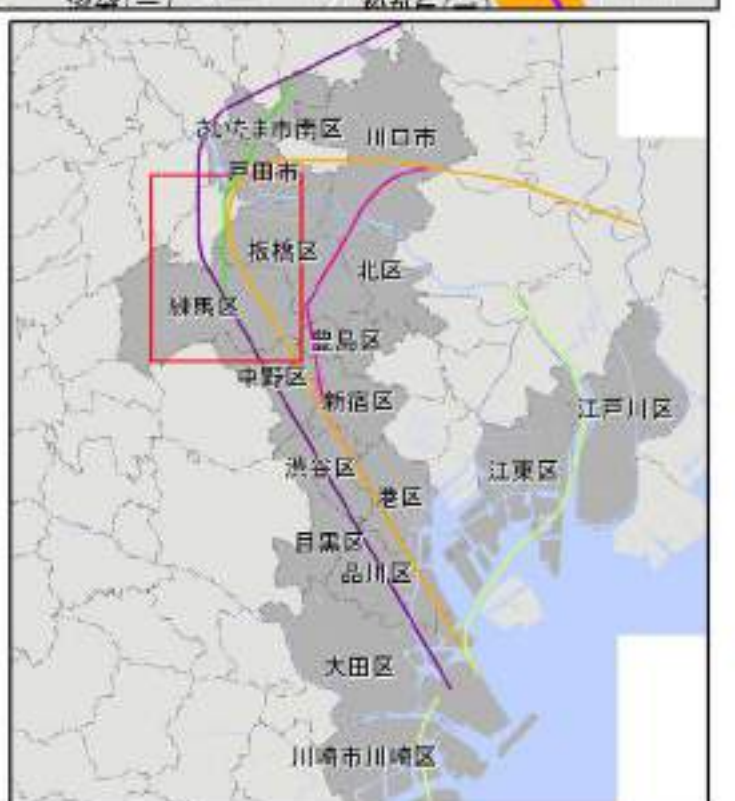 さいたま市南区
川口市
戸田市
板橋区
北区
練馬区
豊島区
中野区
新宿区
江戸川区
渋谷区
江東区
港区
目黒区
品川区
大田区
川崎市川崎区